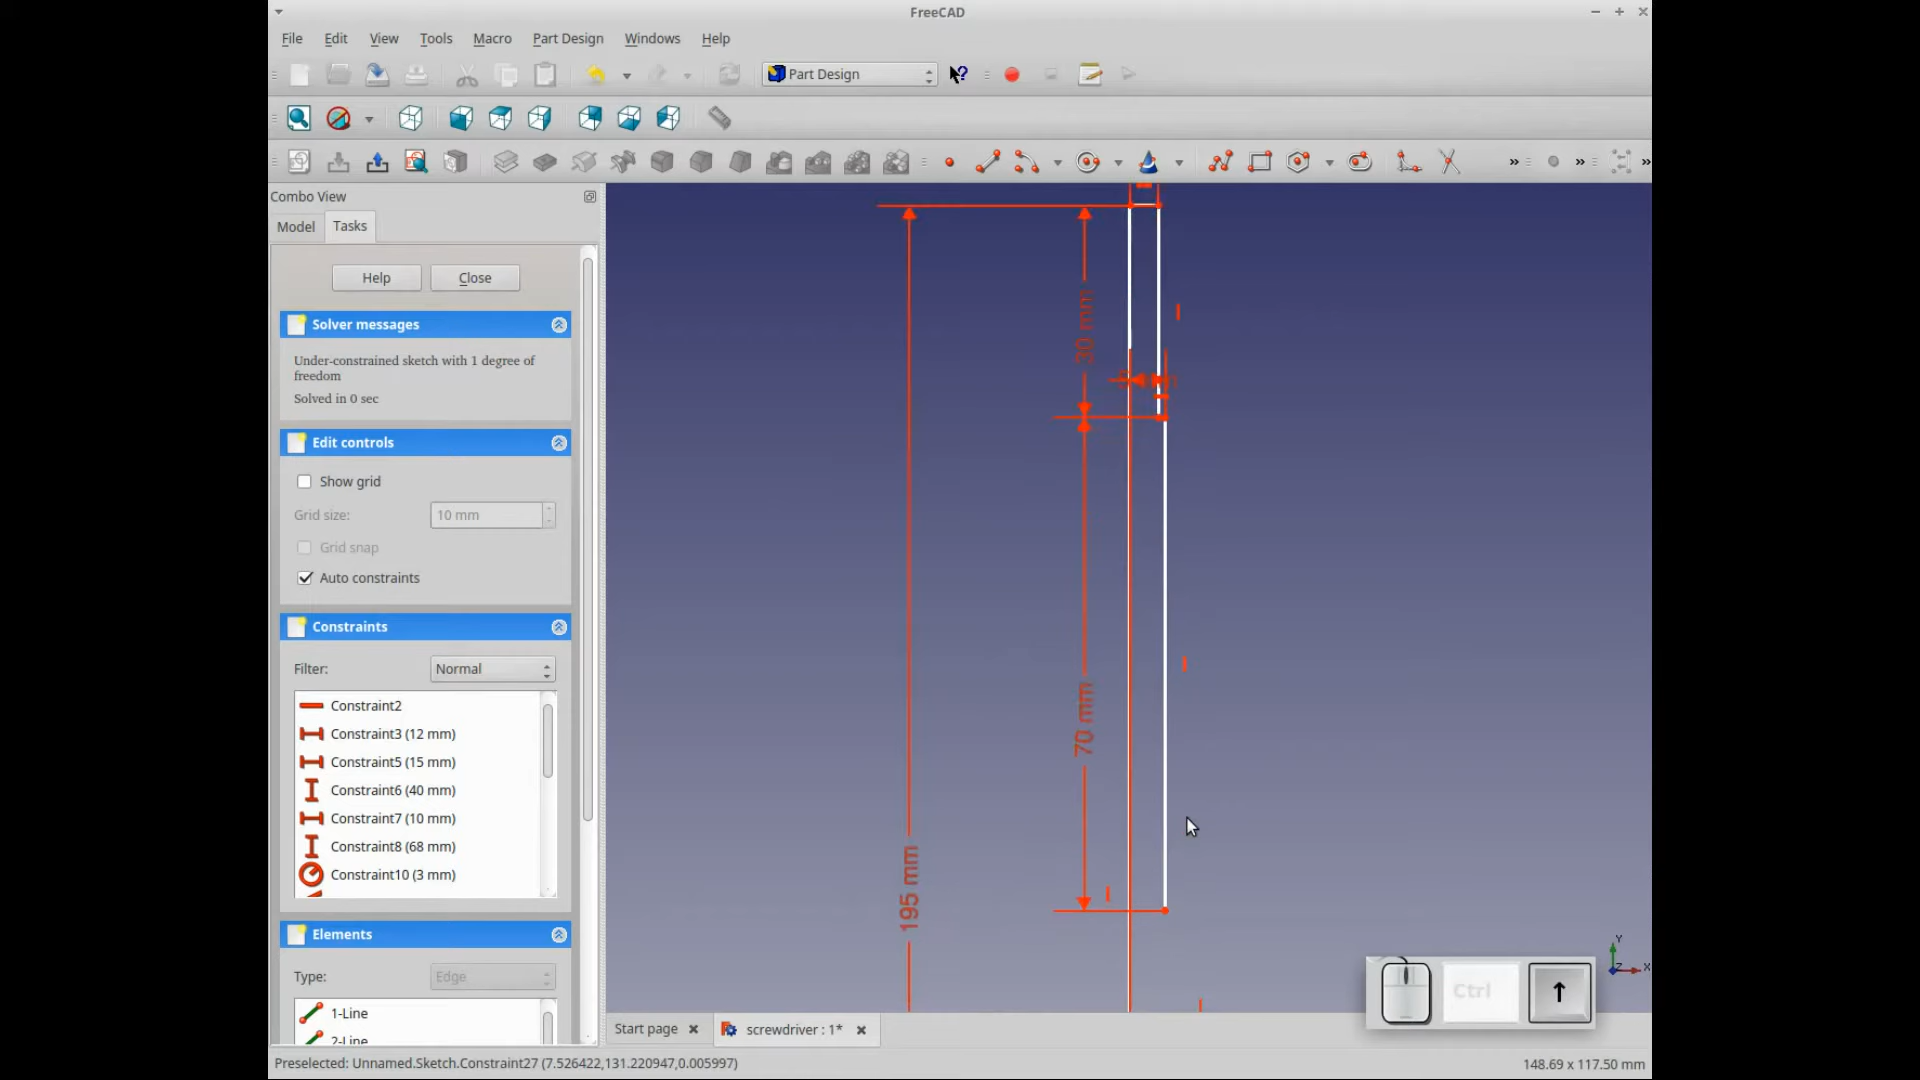 FreeCAD
File Edit View Tools Macro Part Design Windows Help
Part Design
Combo View
Model Tasks
Help Close
Solver messages
Under-constrained sketch with 1 degree of
freedom
Solved in 0 sec
Edit controls
Show grid
Grid size: 10 mm
Grid snap
Auto constraints
Constraints
Filter: Normal
Constraint2
Constraint3 (12 mm)
Constraint5 (15 mm)
Constraint6 (40 mm)
Constraint7 (10 mm)
Constraint8 (68 mm)
Constraint10 (3 mm)
Elements
Type: Edge
1-Line
2-Line
30 mm
70 mm
195 mm
Y
Z X
Ctrl ↑
Start page screwdriver : 1*
Preselected: Unnamed.Sketch.Constraint27 (7.526422,131.220947,0.005997) 148.69 x 117.50 mm